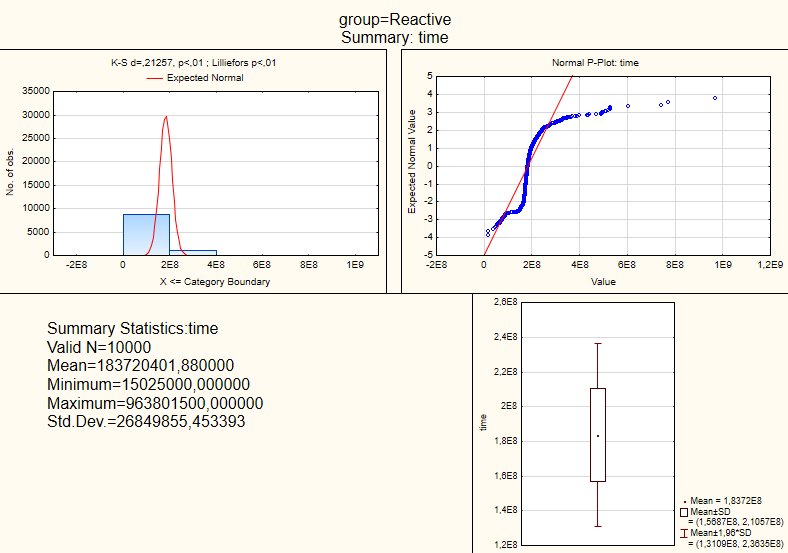 group=Reactive
Summary: time
K-S d=,21257, p<,01 ; Lilliefors p<,01
Expected Normal
35000
30000
25000
20000
15000
10000
5000
0
No. of obs.
-2E8 0 2E8 4E8 6E8 8E8 1E9
X <= Category Boundary
Normal P-Plot: time
5
4
3
2
1
0
-1
-2
-3
-4
-5
Expected Normal Value
-2E8 0 2E8 4E8 6E8 8E8 1E9 1,2E9
Value
Summary Statistics:time
Valid N=10000
Mean=183720401,880000
Minimum=15025000,000000
Maximum=963801500,000000
Std.Dev.=26849855,453393
2,6E8
2,4E8
2,2E8
2E8
1,8E8
1,6E8
1,4E8
1,2E8
time
Mean = 1,8372E8
Mean±SD
= (1,5687E8, 2,1057E8)
Mean±1,96*SD
= (1,3109E8, 2,3635E8)